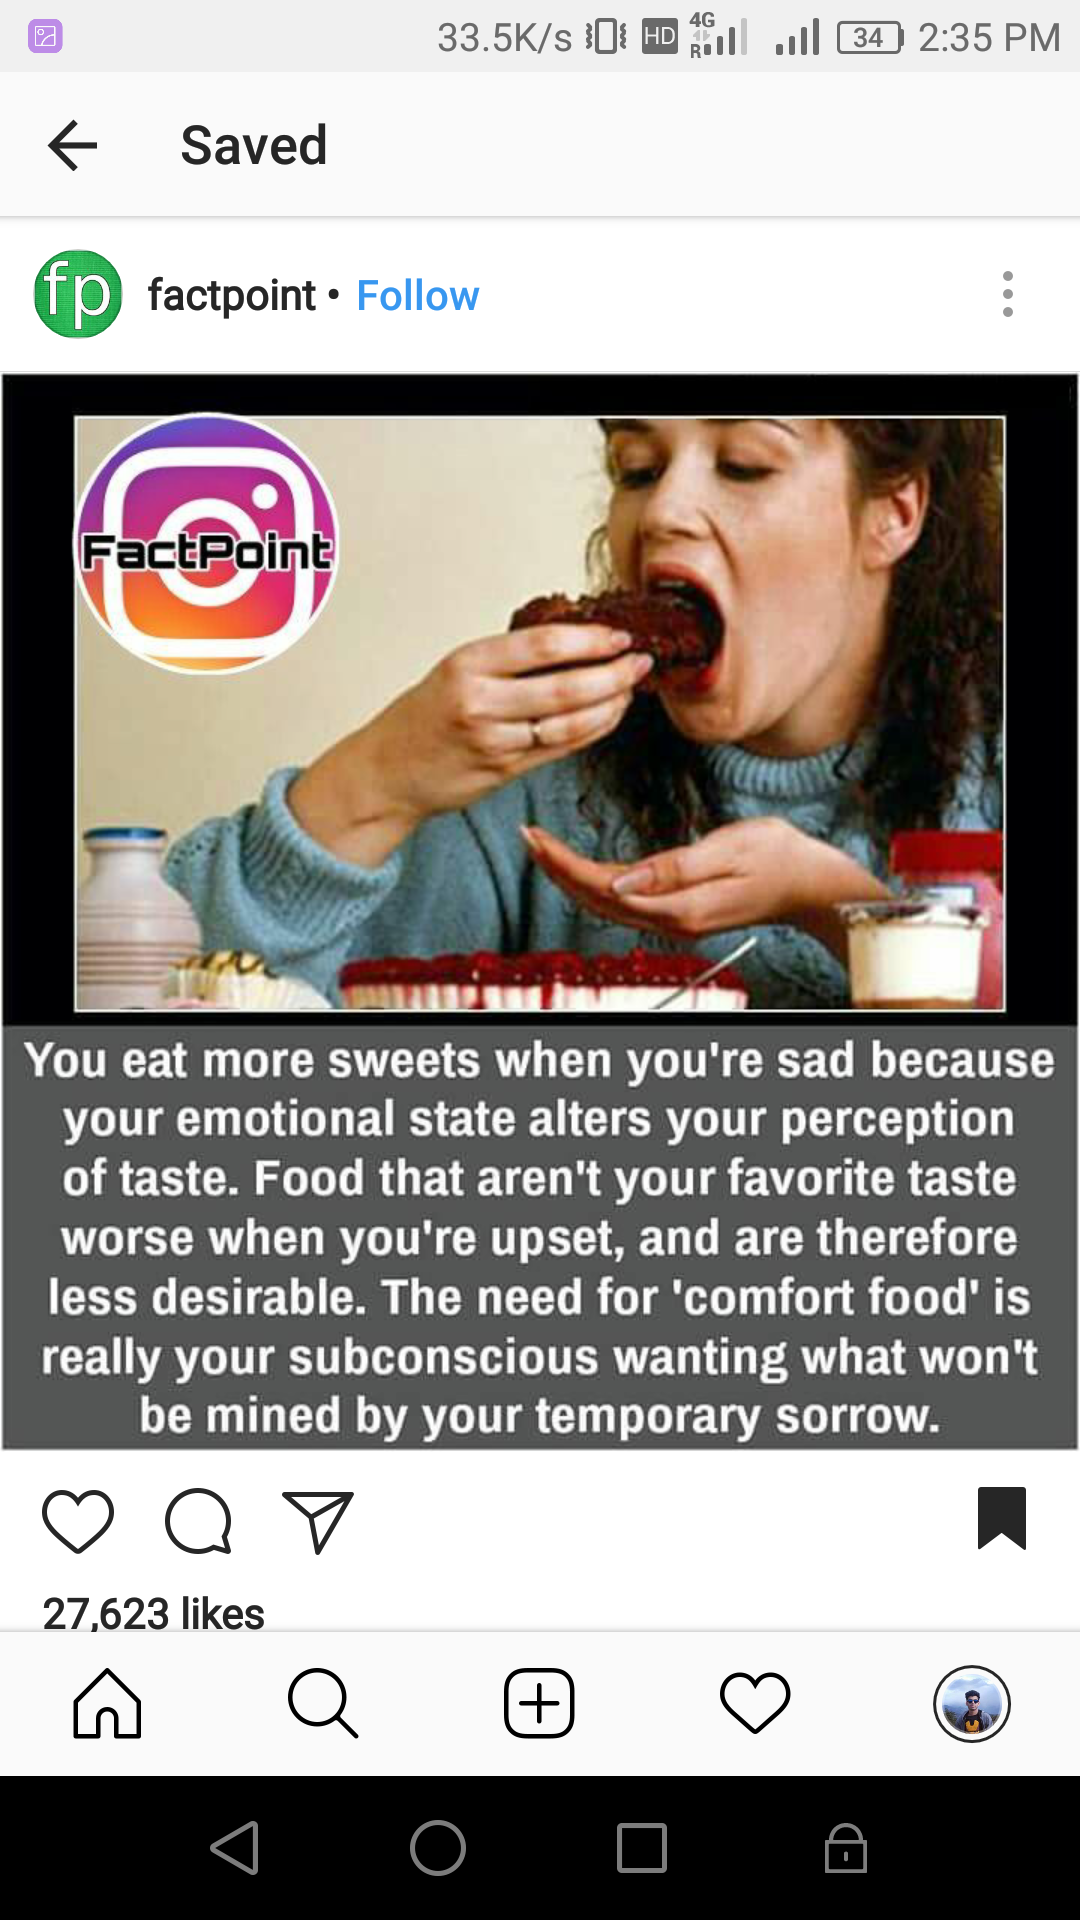 33.5K/s HD 4G R 34 2:35 PM
Saved
fp factpoint • Follow
FactPoint
You eat more sweets when you're sad because
your emotional state alters your perception
of taste. Food that aren't your favorite taste
worse when you're upset, and are therefore
less desirable. The need for 'comfort food' is
really your subconscious wanting what won't
be mined by your temporary sorrow.
27,623 likes